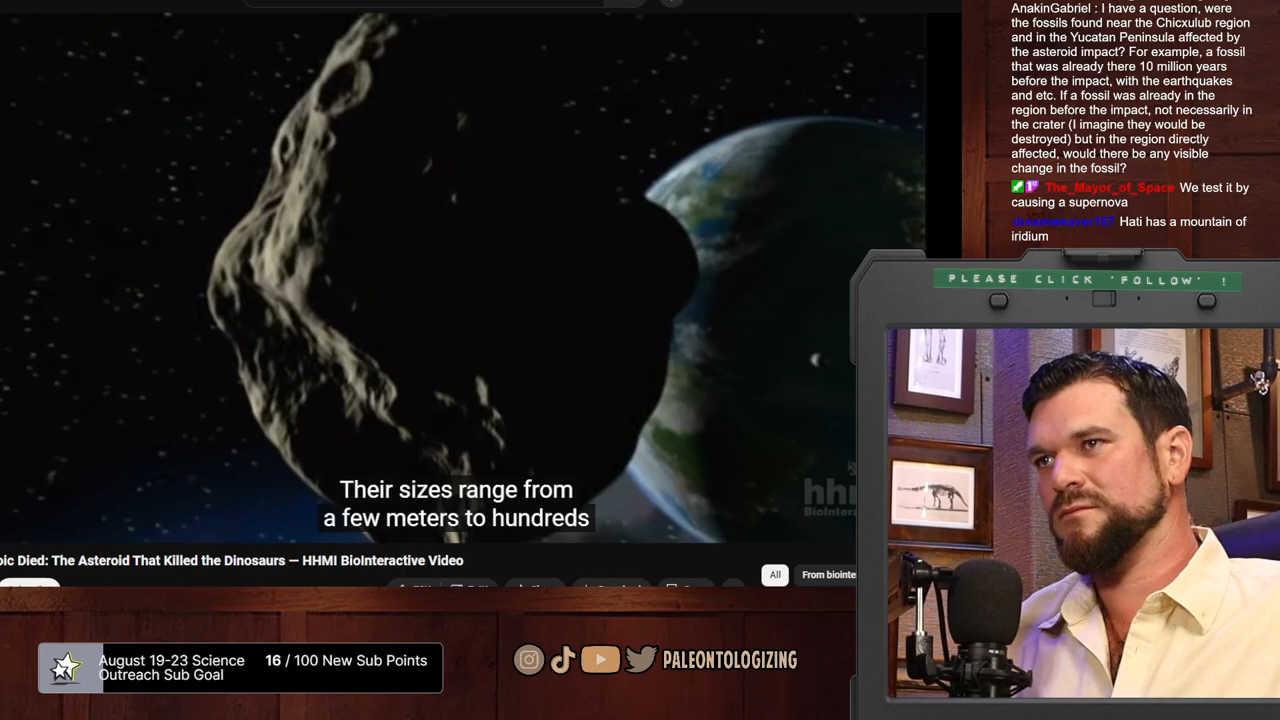 AnakinGabriel : I have a question, were
the fossils found near the Chicxulub region
and in the Yucatan Peninsula affected by
the asteroid impact? For example, a fossil
that was already there 10 million years
before the impact, with the earthquakes
and etc. If a fossil was already in the
region before the impact, not necessarily in
the crater (I imagine they would be
destroyed) but in the region directly
affected, would there be any visible
change in the fossil?
The_Mayor_of_Space We test it by
causing a supernova
Hati has a mountain of
iridium
PLEASE CLICK 'FOLLOW' !
Their sizes range from
a few meters to hundreds
hhm
BioIntera
Died: The Asteroid That Killed the Dinosaurs — HHMI BioInteractive Video
All
From biointe
August 19-23 Science
Outreach Sub Goal
16 / 100 New Sub Points
PALEONTOLOGIZING